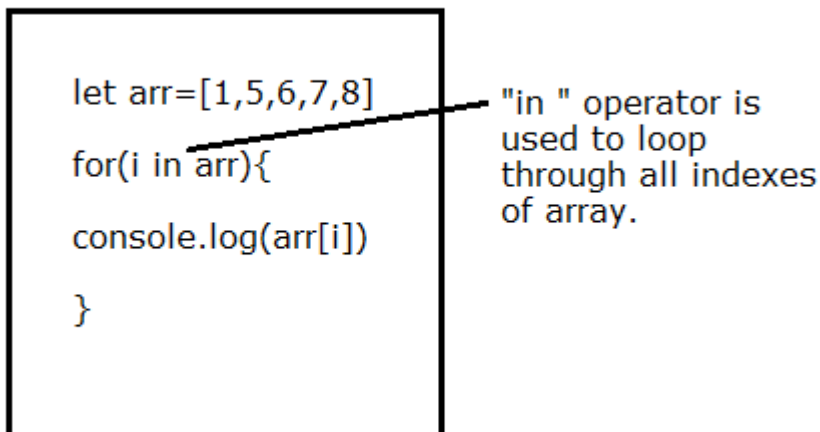 let arr=[1,5,6,7,8]
for(i in arr){
console.log(arr[i])
}
"in " operator is
used to loop
through all indexes
of array.